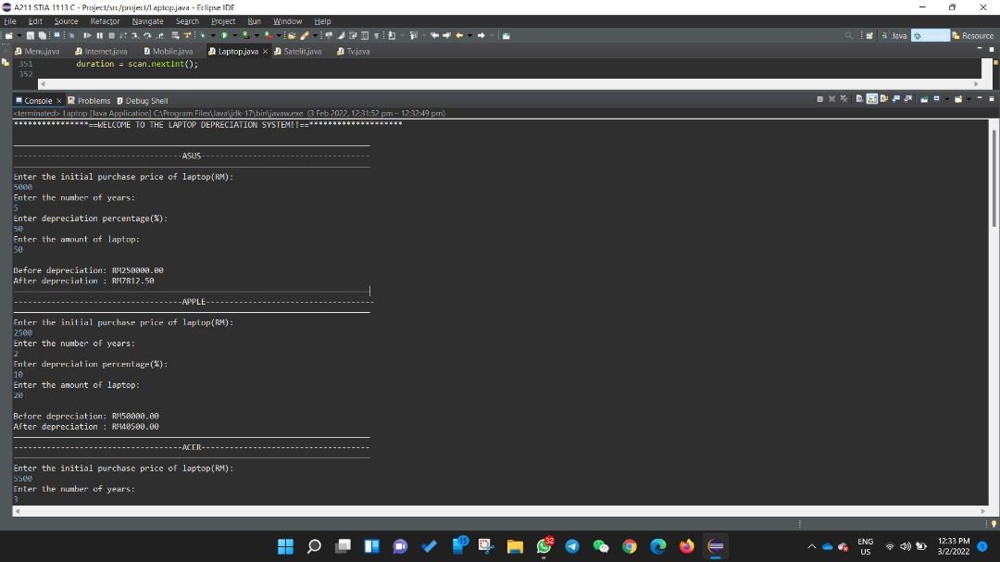 A211 STIA 1113 C - Project/src/project/Laptop.java - Eclipse IDE
File Edit Source Refactor Navigate Search Project Run Window Help
Java Resource
Menu.java Internet.java Mobile.java Laptop.java Satelit.java Tv.java
351 duration = scan.nextInt();
352
Console Problems Debug Shell
<terminated> Laptop [Java Application] C:\Program Files\Java\jdk-17\bin\javaw.exe (3 Feb 2022, 12:31:52 pm – 12:32:49 pm)
****************==WELCOME TO THE LAPTOP DEPRECIATION SYSTEM!!==********************
------------------------------------ASUS------------------------------------
Enter the initial purchase price of laptop(RM):
5000
Enter the number of years:
5
Enter depreciation percentage(%):
50
Enter the amount of laptop:
50
Before depreciation: RM250000.00
After depreciation : RM7812.50
------------------------------------APPLE------------------------------------
Enter the initial purchase price of laptop(RM):
2500
Enter the number of years:
2
Enter depreciation percentage(%):
10
Enter the amount of laptop:
20
Before depreciation: RM50000.00
After depreciation : RM40500.00
------------------------------------ACER------------------------------------
Enter the initial purchase price of laptop(RM):
5500
Enter the number of years:
3
15
32
ENG
US
12:33 PM
3/2/2022
1